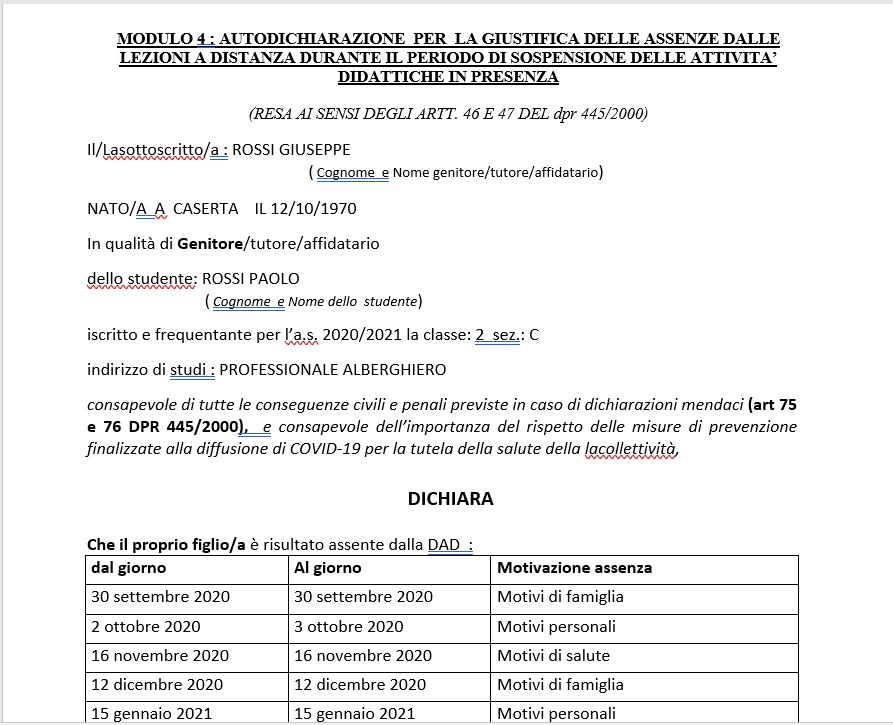 MODULO 4 : AUTODICHIARAZIONE PER LA GIUSTIFICA DELLE ASSENZE DALLE
LEZIONI A DISTANZA DURANTE IL PERIODO DI SOSPENSIONE DELLE ATTIVITA’
DIDATTICHE IN PRESENZA
(RESA AI SENSI DEGLI ARTT. 46 E 47 DEL dpr 445/2000)
Il/Lasottoscritto/a : ROSSI GIUSEPPE
( Cognome e Nome genitore/tutore/affidatario)
NATO/A A CASERTA IL 12/10/1970
In qualità di Genitore/tutore/affidatario
dello studente: ROSSI PAOLO
( Cognome e Nome dello studente)
iscritto e frequentante per l’a.s. 2020/2021 la classe: 2 sez.: C
indirizzo di studi : PROFESSIONALE ALBERGHIERO
consapevole di tutte le conseguenze civili e penali previste in caso di dichiarazioni mendaci (art 75
e 76 DPR 445/2000), e consapevole dell’importanza del rispetto delle misure di prevenzione
finalizzate alla diffusione di COVID-19 per la tutela della salute della lacollettività,
DICHIARA
Che il proprio figlio/a è risultato assente dalla DAD :
dal giorno Al giorno Motivazione assenza
30 settembre 2020 30 settembre 2020 Motivi di famiglia
2 ottobre 2020 3 ottobre 2020 Motivi personali
16 novembre 2020 16 novembre 2020 Motivi di salute
12 dicembre 2020 12 dicembre 2020 Motivi di famiglia
15 gennaio 2021 15 gennaio 2021 Motivi personali